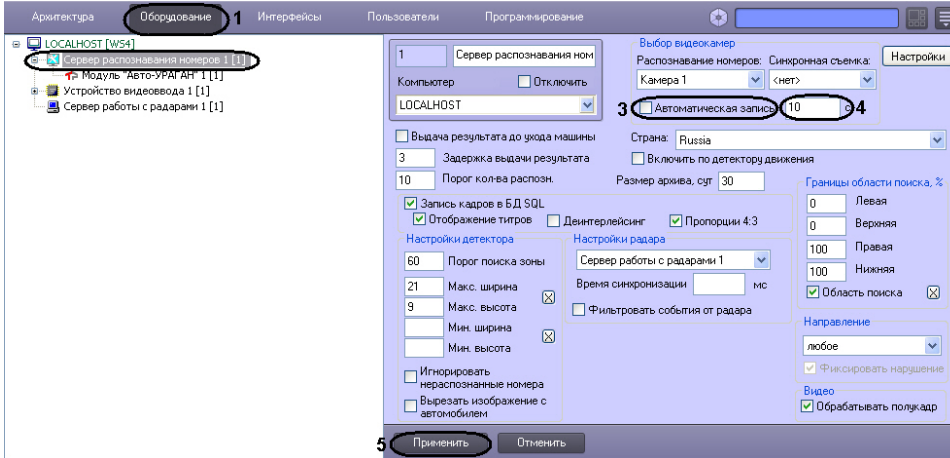 Архитектура Оборудование 1 Интерфейсы Пользователи Программирование
LOCALHOST [WS4]
Сервер распознавания номеров 1 [1] 2
Модуль "Авто-УРАГАН" 1 [1]
Устройство видеоввода 1 [1]
Сервер работы с радарами 1 [1]
1 Сервер распознавания ном
Компьютер Отключить
LOCALHOST
Выбор видеокамер
Распознавание номеров: Синхронная съемка:
Камера 1 <нет>
3 Автоматическая запись 10 с 4
Настройки
Выдача результата до ухода машины
3 Задержка выдачи результата
10 Порог кол-ва распозн.
Страна: Russia
Включить по детектору движения
Размер архива, сут 30
Запись кадров в БД SQL
Отображение титров Деинтерлейсинг Пропорции 4:3
Настройки детектора
60 Порог поиска зоны
21 Макс. ширина
9 Макс. высота
Мин. ширина
Мин. высота
Игнорировать
нераспознанные номера
Вырезать изображение с
автомобилем
Настройки радара
Сервер работы с радарами 1
Время синхронизации мс
Фильтровать события от радара
Границы области поиска, %
0 Левая
0 Верхняя
100 Правая
100 Нижняя
Область поиска
Направление
любое
Фиксировать нарушение
Видео
Обрабатывать полукадр
5 Применить Отменить